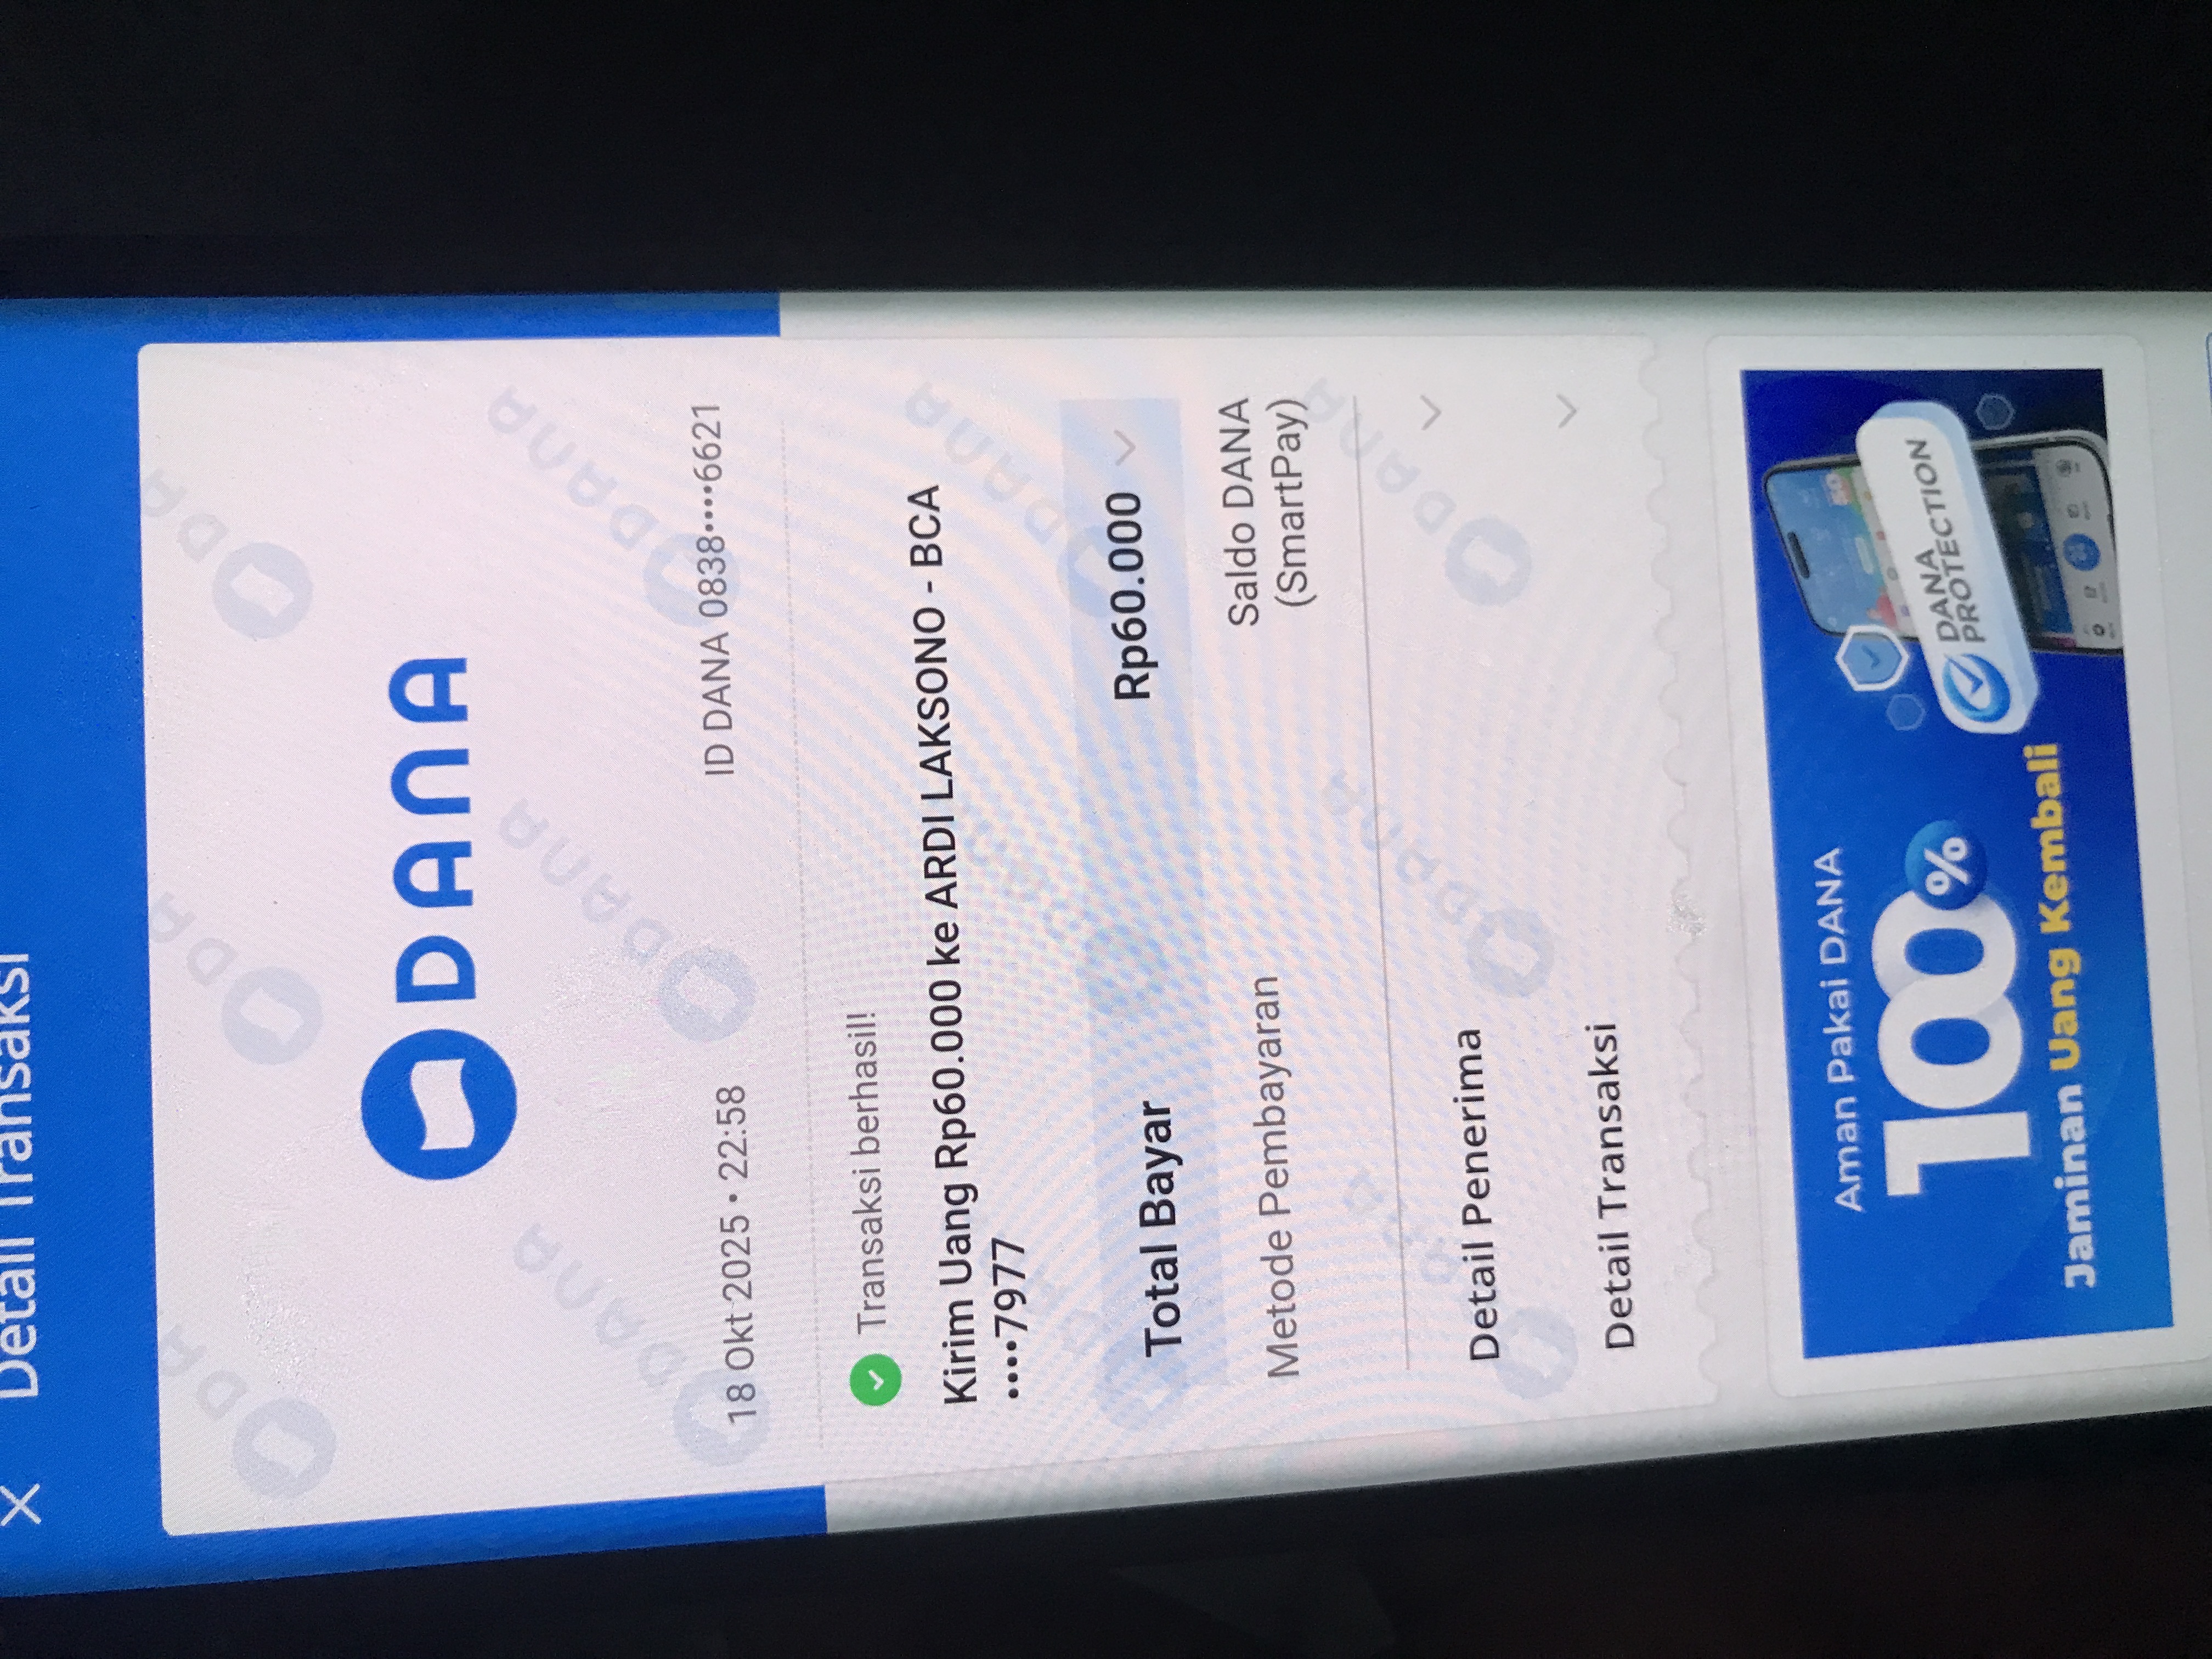 Detail Transaksi
DANA
18 Okt 2025 • 22:58
ID DANA 0838••••6621
Transaksi berhasil!
Kirim Uang Rp60.000 ke ARDI LAKSONO - BCA
••••7977
Total Bayar
Rp60.000
Metode Pembayaran
Saldo DANA
(SmartPay)
Detail Penerima
Detail Transaksi
Aman Pakai DANA
100%
Jaminan Uang Kembali
DANA
PROTECTION